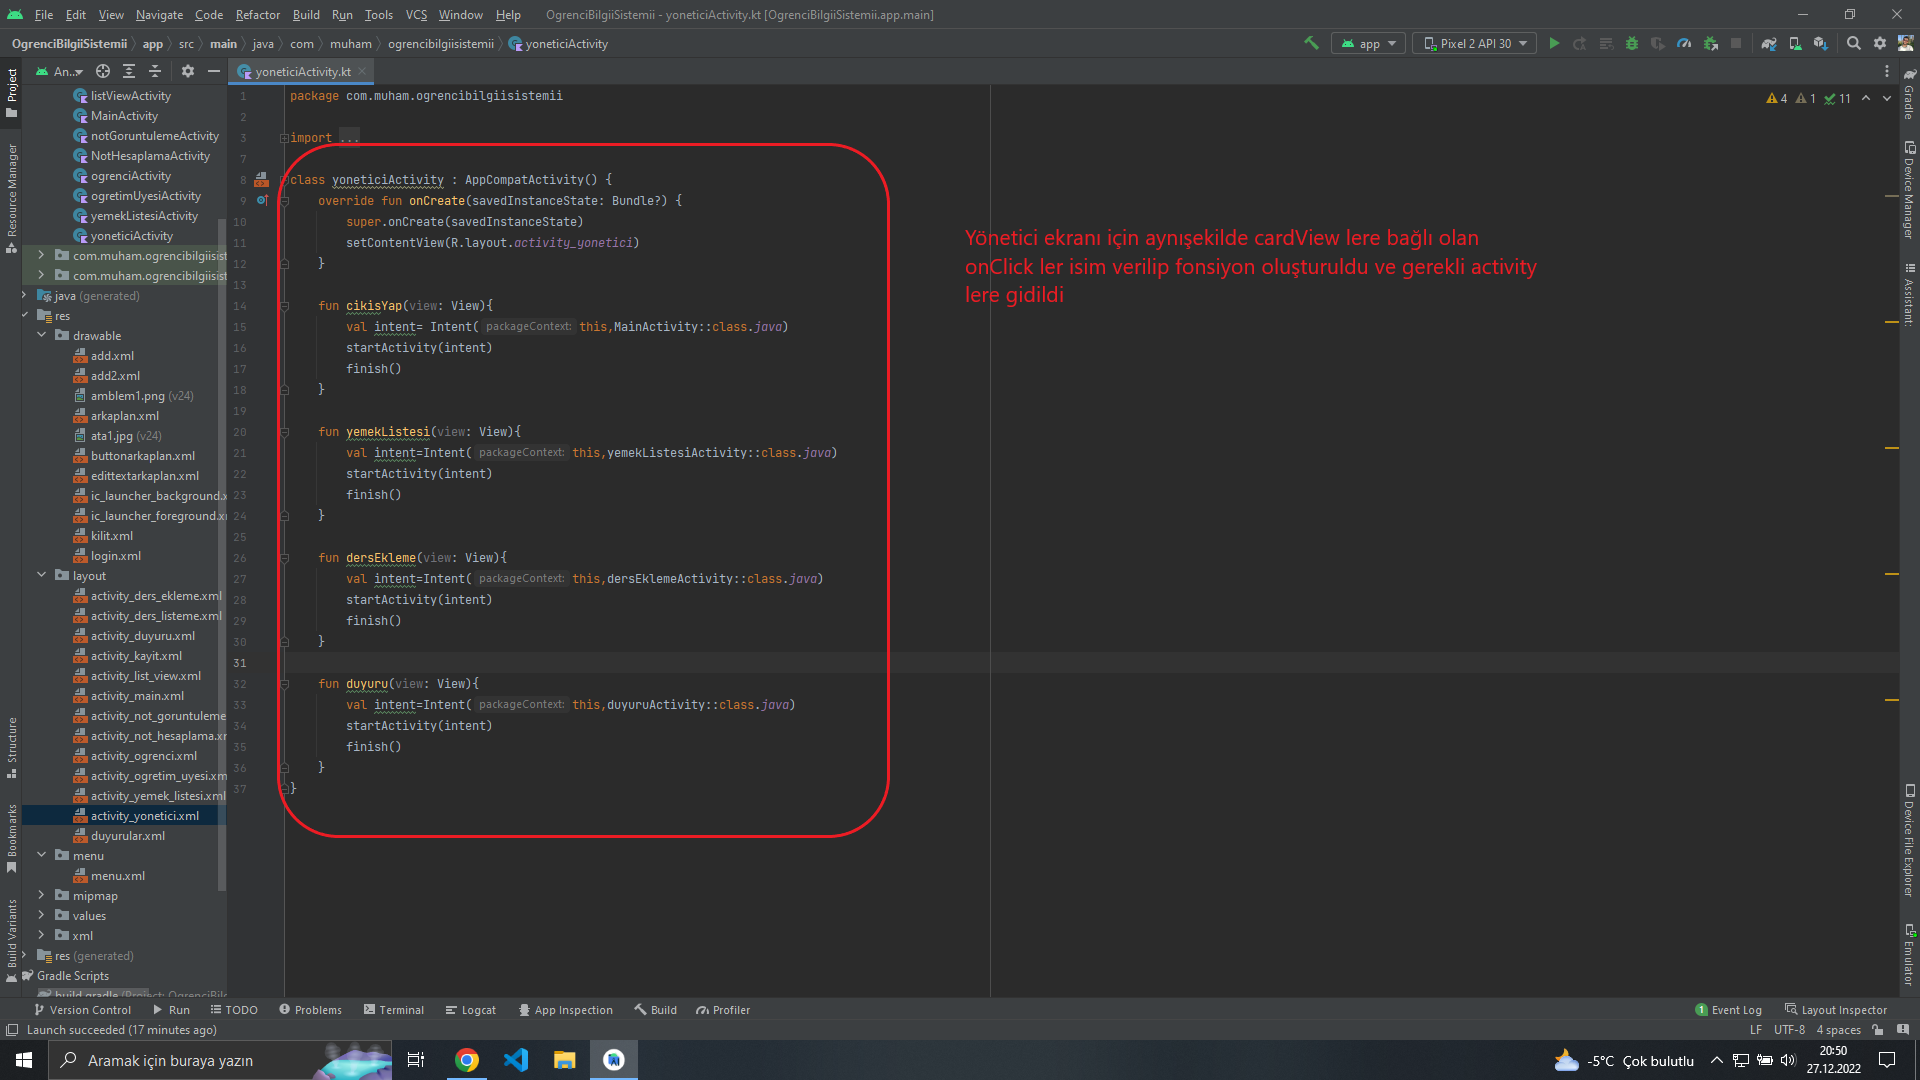 File Edit View Navigate Code Refactor Build Run Tools VCS Window Help OgrenciBilgiiSistemii - yoneticiActivity.kt [OgrenciBilgiiSistemii.app.main]
OgrenciBilgiiSistemii app src main java com muham ogrencibilgiisistemii yoneticiActivity app Pixel 2 API 30
An... yoneticiActivity.kt
Project
Resource Manager
Structure
Bookmarks
Build Variants
listViewActivity
MainActivity
notGoruntulemeActivity
NotHesaplamaActivity
ogrenciActivity
ogretimUyesiActivity
yemekListesiActivity
yoneticiActivity
com.muham.ogrencibilgiisist
com.muham.ogrencibilgiisist
java (generated)
res
drawable
add.xml
add2.xml
amblem1.png (v24)
arkaplan.xml
ata1.jpg (v24)
buttonarkaplan.xml
edittextarkaplan.xml
ic_launcher_background.x
ic_launcher_foreground.x
kilit.xml
login.xml
layout
activity_ders_ekleme.xml
activity_ders_listeme.xml
activity_duyuru.xml
activity_kayit.xml
activity_list_view.xml
activity_main.xml
activity_not_goruntuleme
activity_not_hesaplama.xr
activity_ogrenci.xml
activity_ogretim_uyesi.xm
activity_yemek_listesi.xml
activity_yonetici.xml
duyurular.xml
menu
menu.xml
mipmap
values
xml
res (generated)
Gradle Scripts
build.gradle (Project: OgrenciBil
1 package com.muham.ogrencibilgiisistemii
2
3 import ...
7
8 class yoneticiActivity : AppCompatActivity() {
9 override fun onCreate(savedInstanceState: Bundle?) {
10 super.onCreate(savedInstanceState)
11 setContentView(R.layout.activity_yonetici)
12 }
13
14 fun cikisYap(view: View){
15 val intent= Intent( packageContext: this,MainActivity::class.java)
16 startActivity(intent)
17 finish()
18 }
19
20 fun yemekListesi(view: View){
21 val intent=Intent( packageContext: this,yemekListesiActivity::class.java)
22 startActivity(intent)
23 finish()
24 }
25
26 fun dersEkleme(view: View){
27 val intent=Intent( packageContext: this,dersEklemeActivity::class.java)
28 startActivity(intent)
29 finish()
30 }
31
32 fun duyuru(view: View){
33 val intent=Intent( packageContext: this,duyuruActivity::class.java)
34 startActivity(intent)
35 finish()
36 }
37 }
4 1 11
Yönetici ekranı için aynışekilde cardView lere bağlı olan
onClick ler isim verilip fonsiyon oluşturuldu ve gerekli activity
lere gidildi
Gradle
Device Manager
Assistant:
Device File Explorer
Emulator
Version Control Run TODO Problems Terminal Logcat App Inspection Build Profiler 1 Event Log Layout Inspector
Launch succeeded (17 minutes ago) LF UTF-8 4 spaces
Aramak için buraya yazın -5°C Çok bulutlu 20:50
27.12.2022